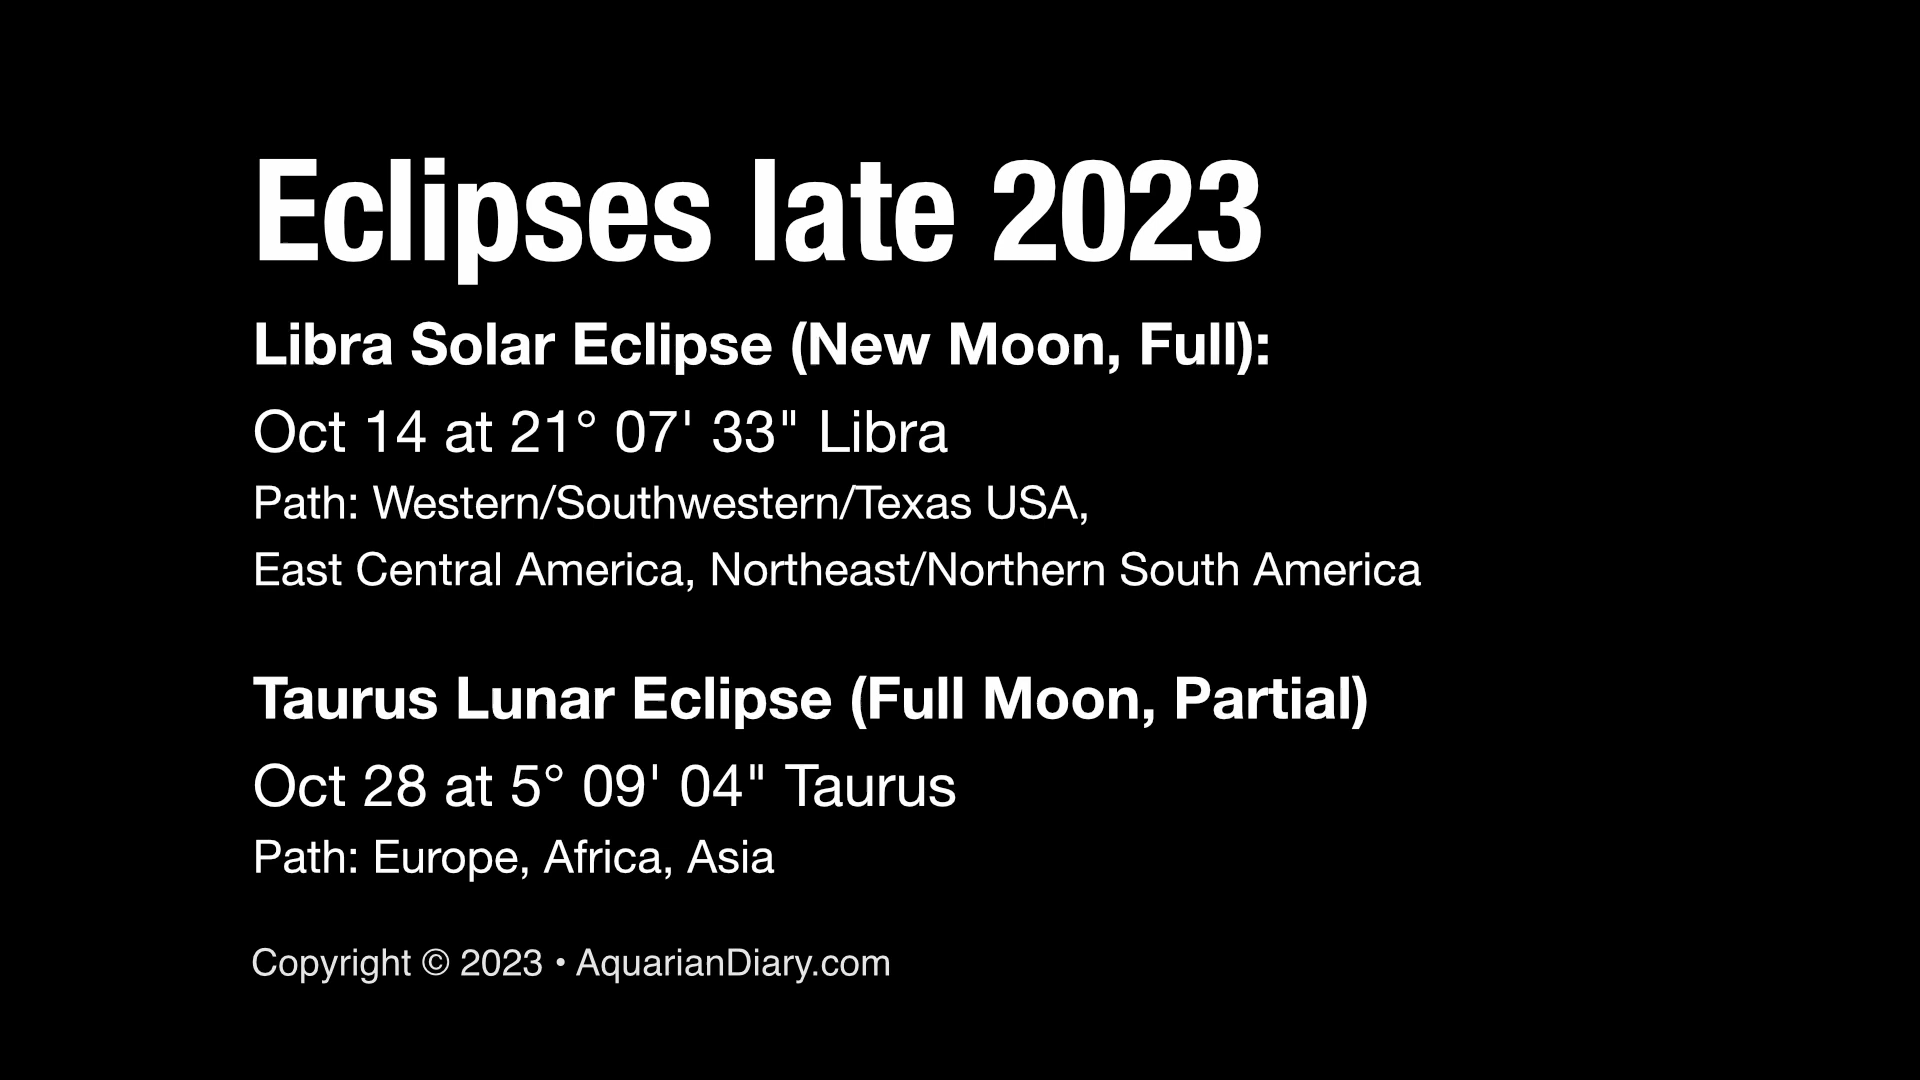 Eclipses late 2023
Libra Solar Eclipse (New Moon, Full):
Oct 14 at 21° 07' 33" Libra
Path: Western/Southwestern/Texas USA,
East Central America, Northeast/Northern South America
Taurus Lunar Eclipse (Full Moon, Partial)
Oct 28 at 5° 09' 04" Taurus
Path: Europe, Africa, Asia
Copyright © 2023 • AquarianDiary.com